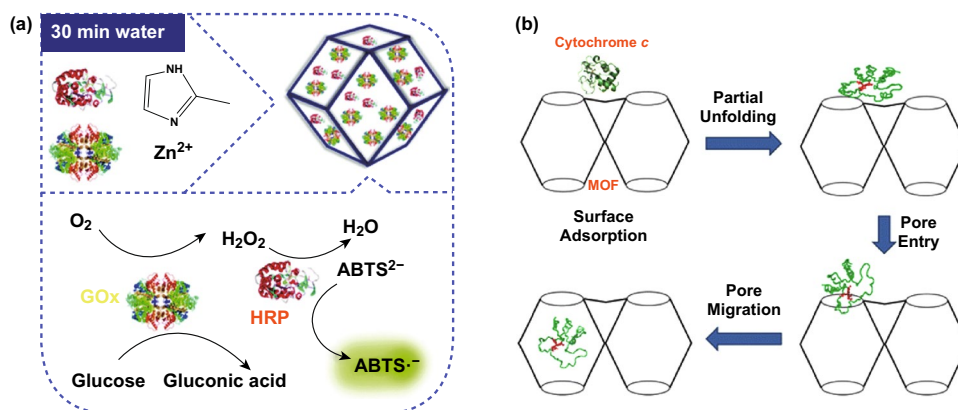 (a)
30 min water
NH
N
Zn²⁺
O₂
H₂O₂
H₂O
ABTS²⁻
GOx
HRP
Glucose
Gluconic acid
ABTS·⁻
(b)
Cytochrome c
Partial
Unfolding
MOF
Surface
Adsorption
Pore
Entry
Pore
Migration